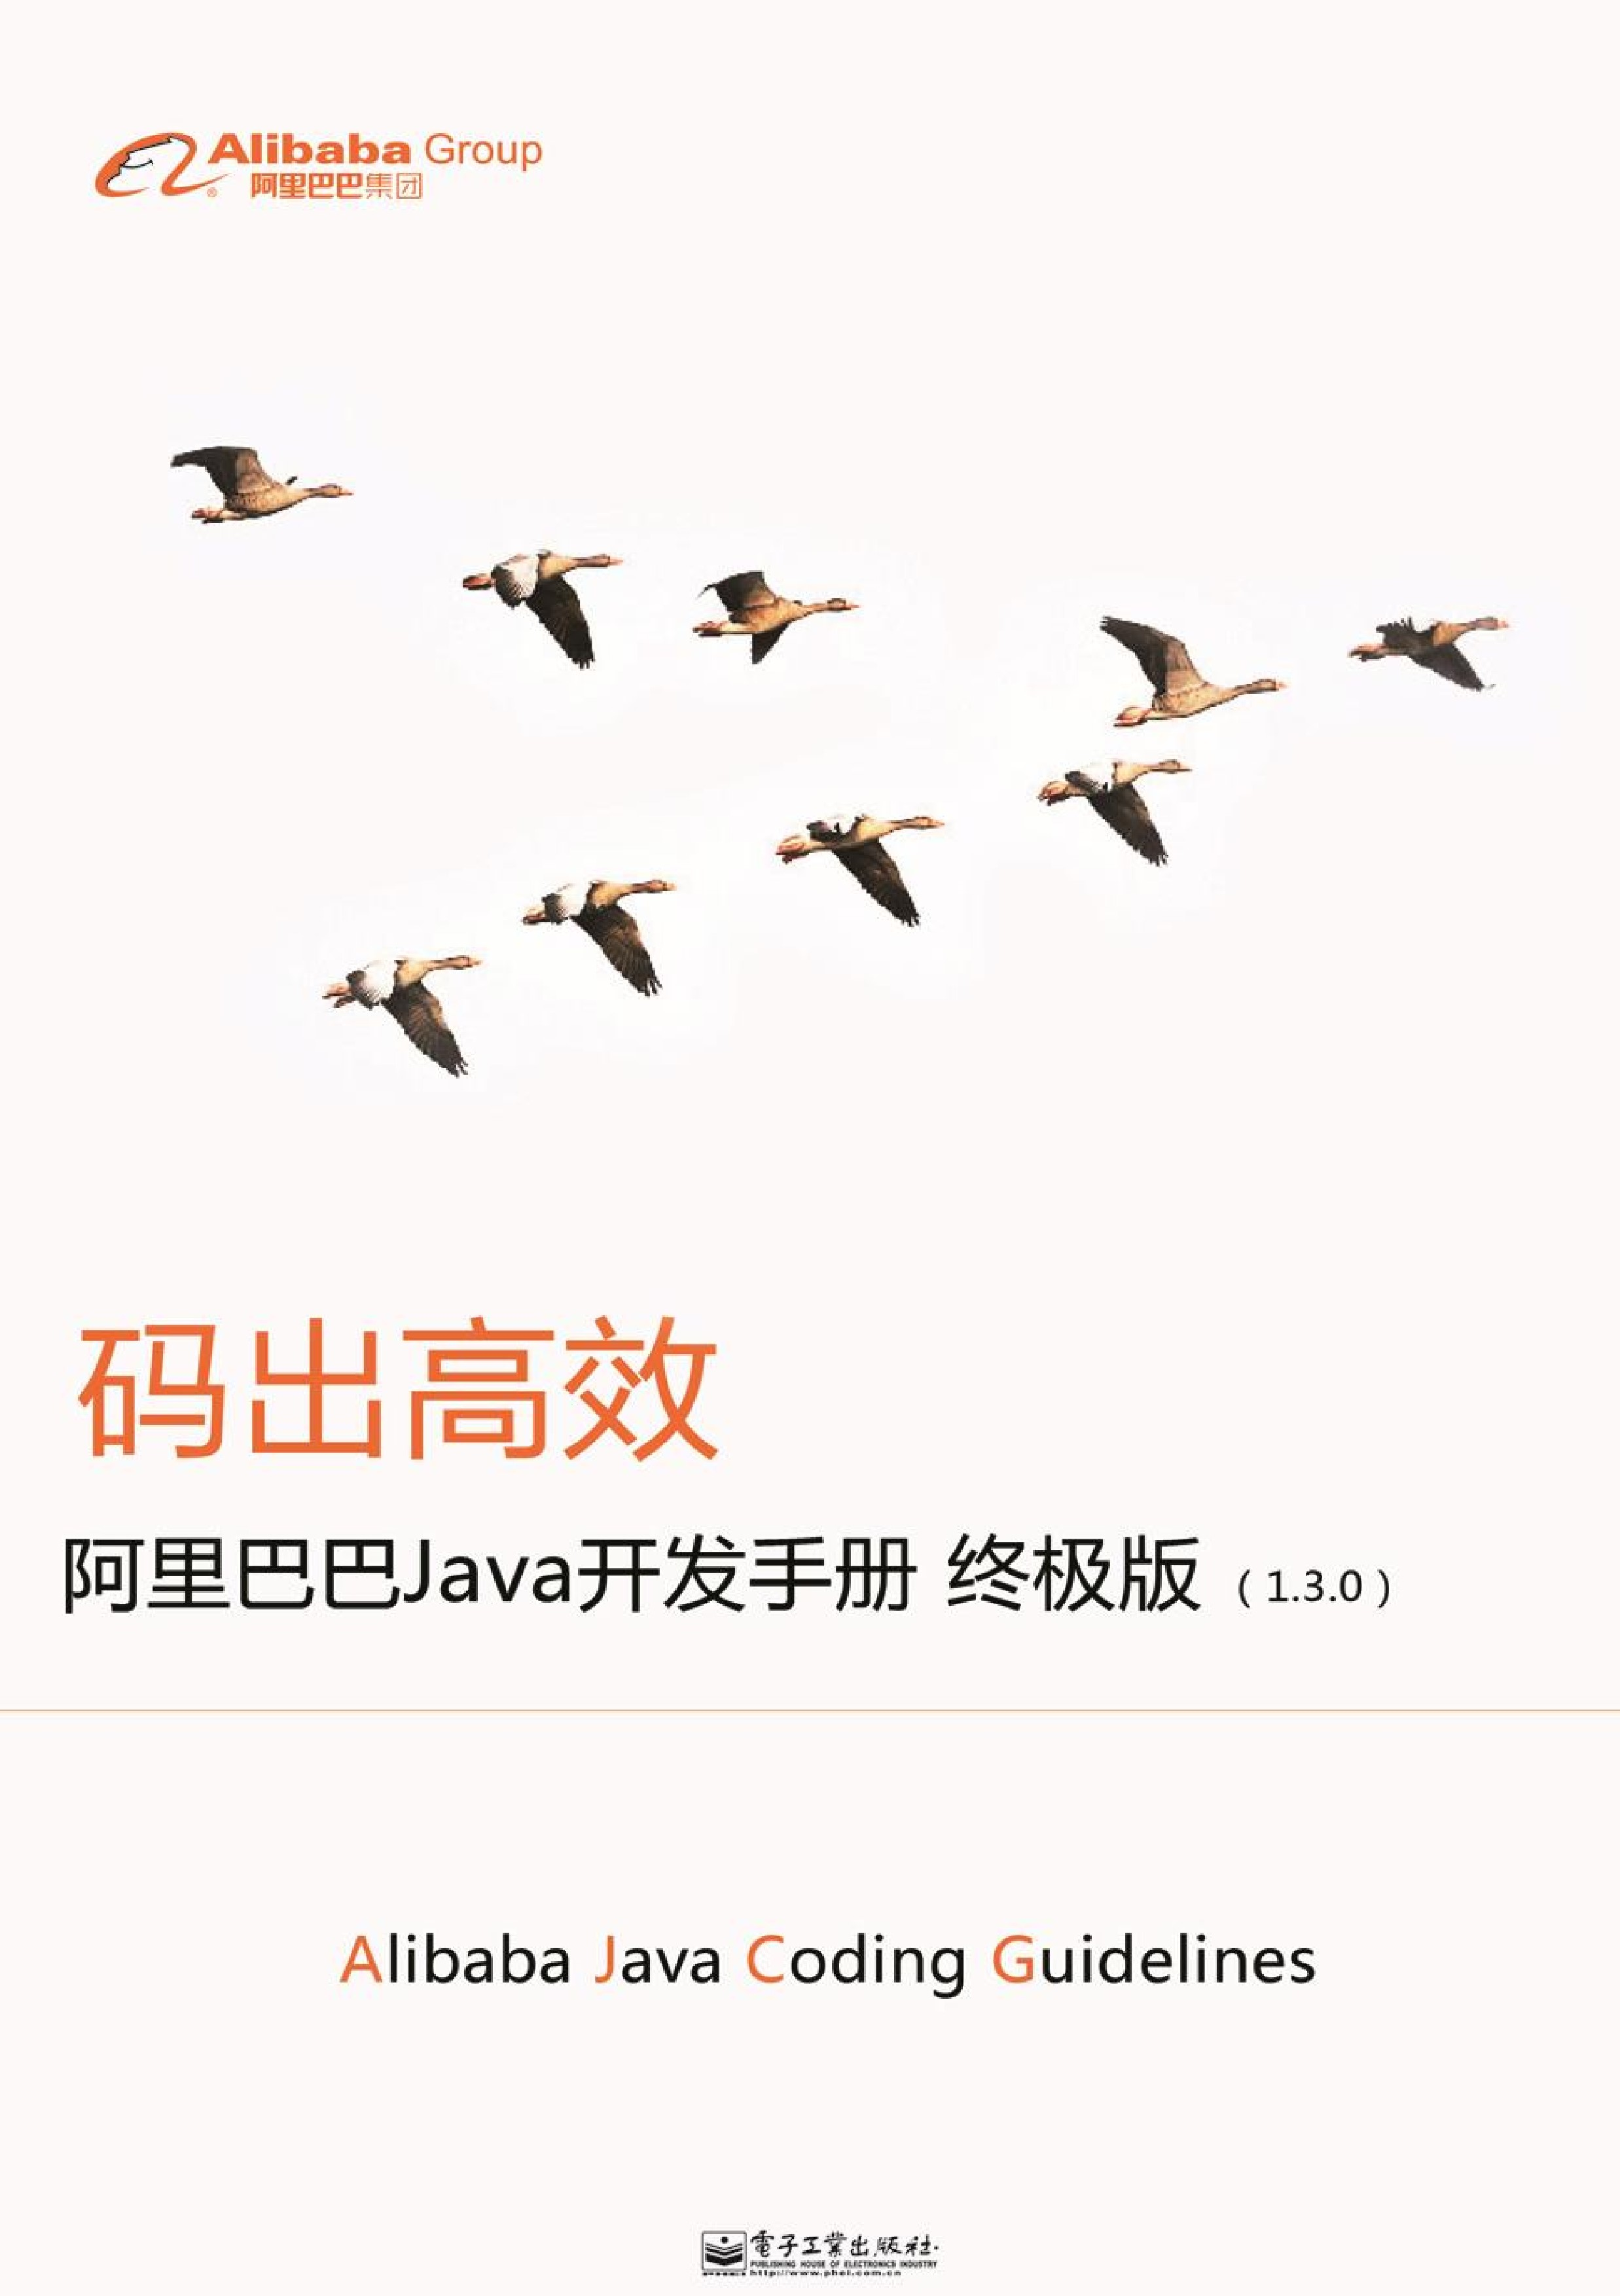 Alibaba Group
阿里巴巴集团
码出高效
阿里巴巴Java开发手册 终极版 （1.3.0）
Alibaba Java Coding Guidelines
電子工業出版社
PUBLISHING HOUSE OF ELECTRONICS INDUSTRY
http://www.phei.com.cn